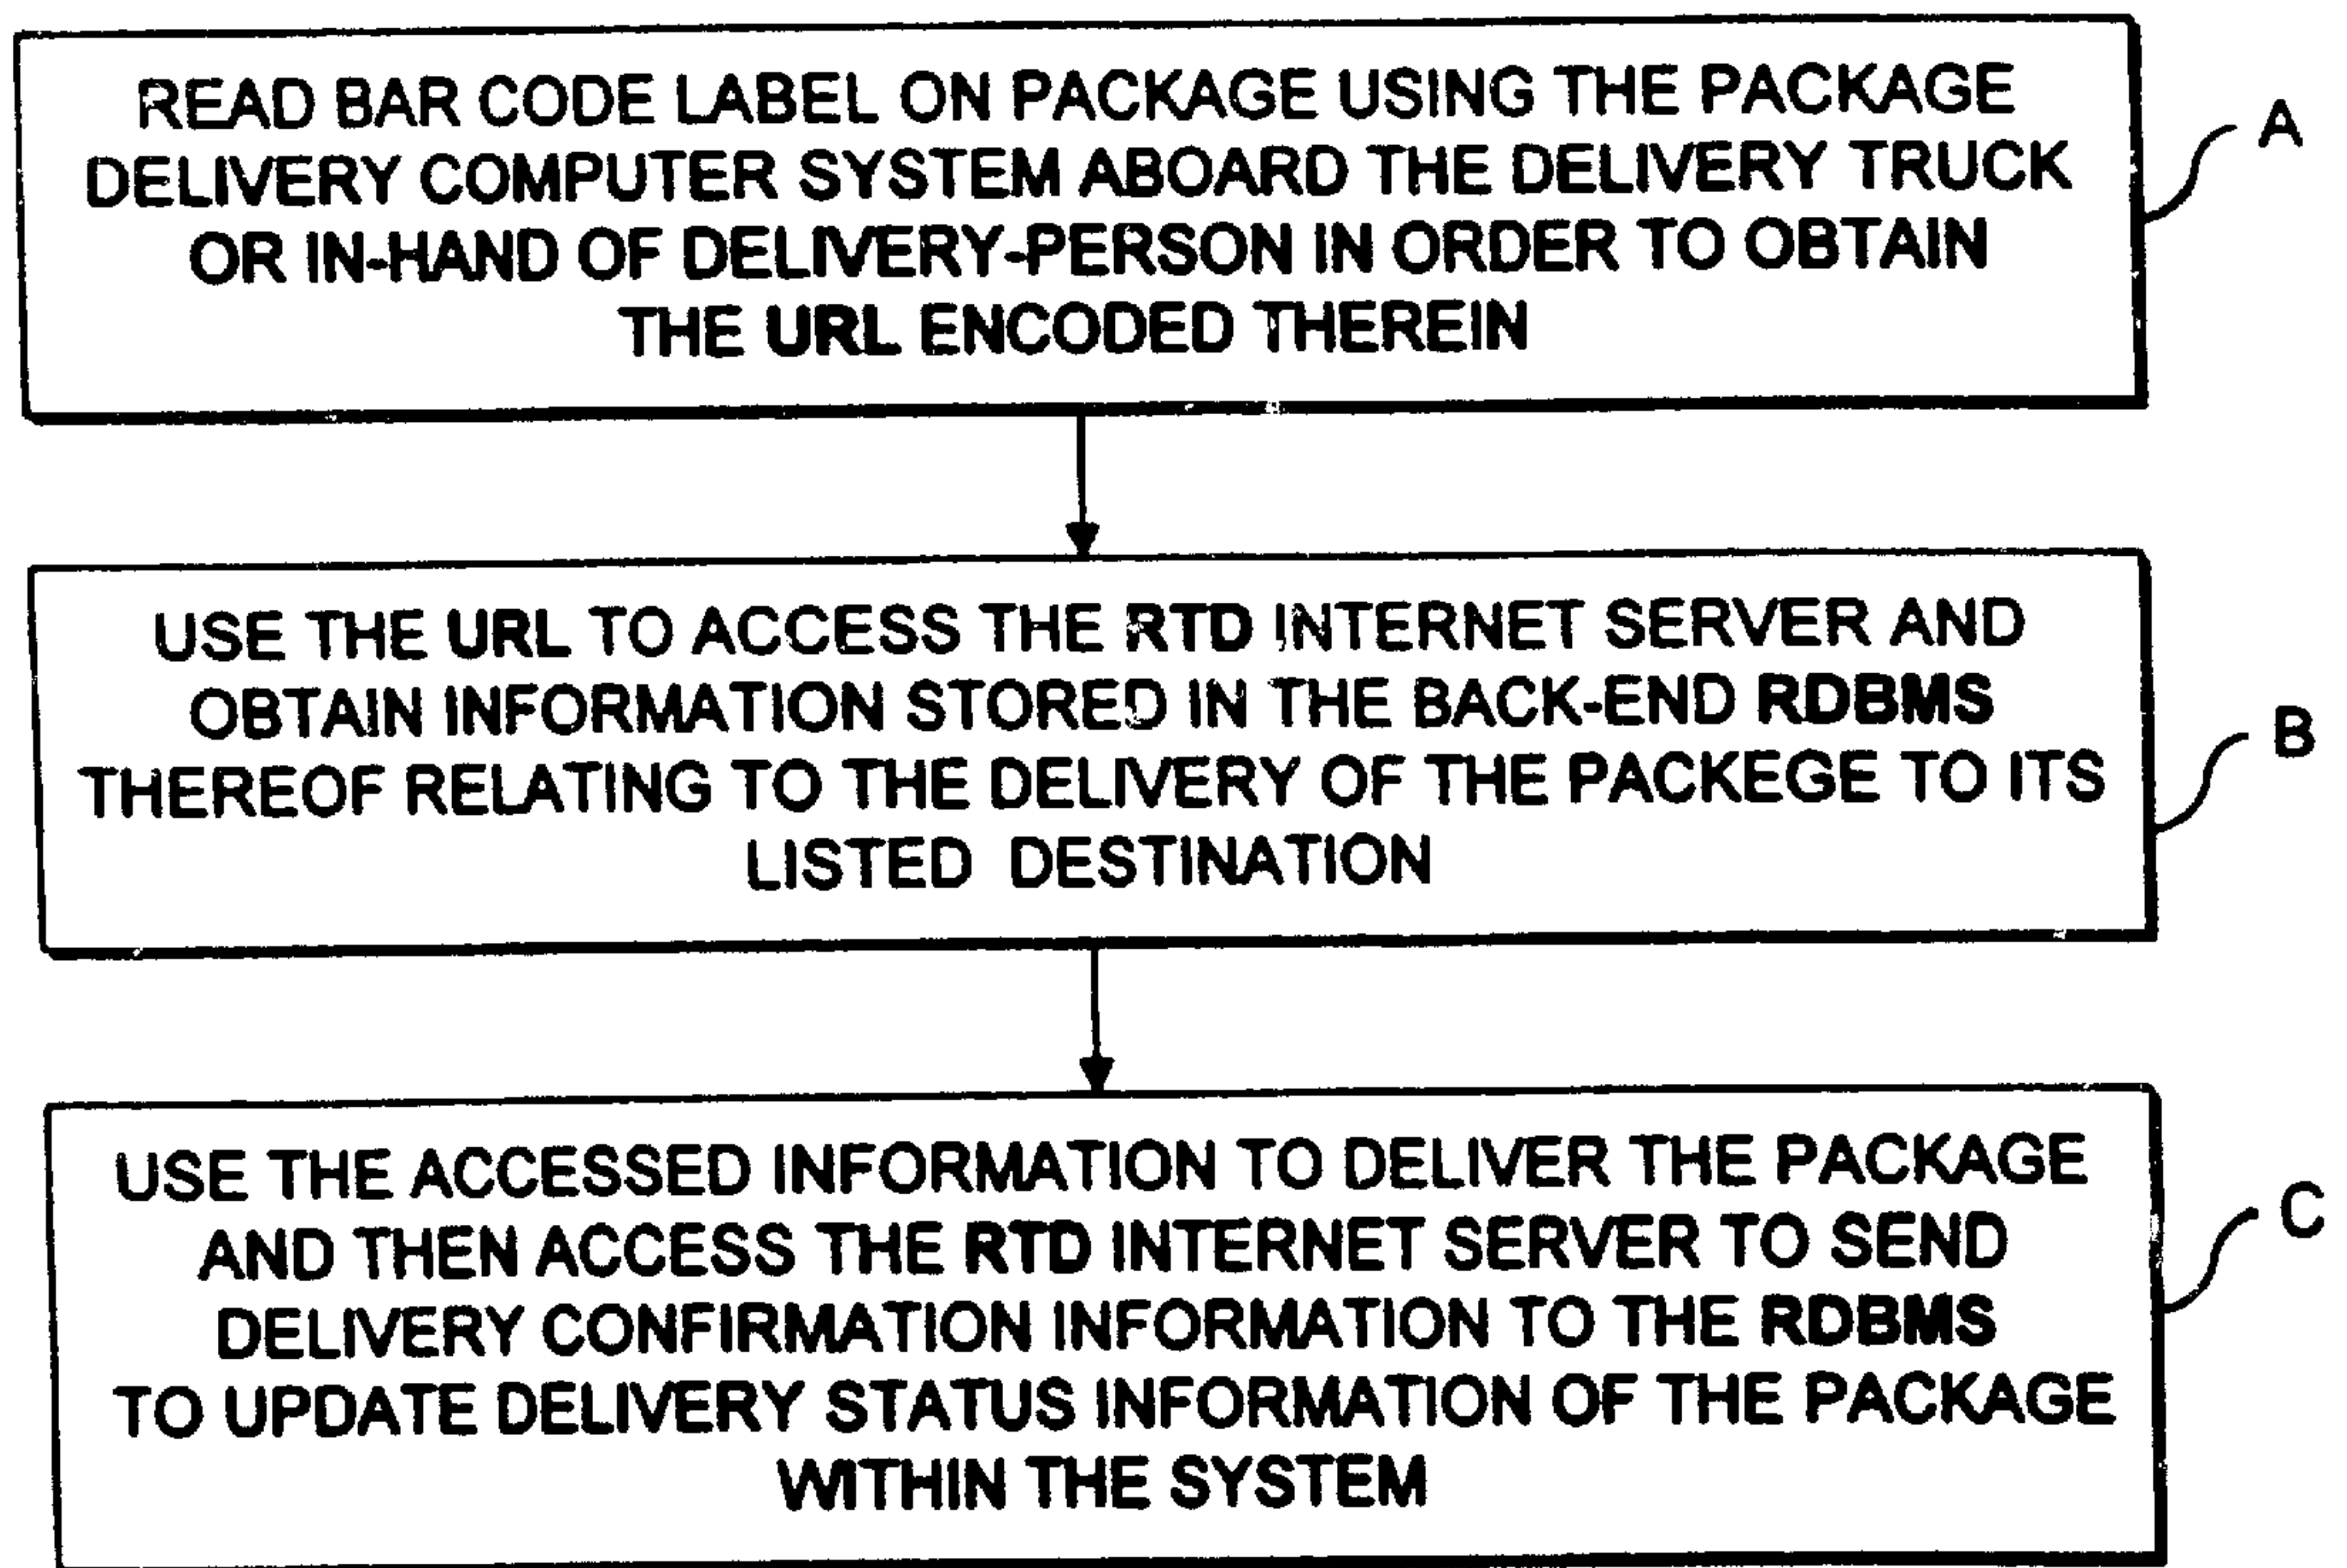 READ BAR CODE LABEL ON PACKAGE USING THE PACKAGE
DELIVERY COMPUTER SYSTEM ABOARD THE DELIVERY TRUCK
OR IN-HAND OF DELIVERY-PERSON IN ORDER TO OBTAIN
THE URL ENCODED THEREIN
A
USE THE URL TO ACCESS THE RTD INTERNET SERVER AND
OBTAIN INFORMATION STORED IN THE BACK-END RDBMS
THEREOF RELATING TO THE DELIVERY OF THE PACKEGE TO ITS
LISTED DESTINATION
B
USE THE ACCESSED INFORMATION TO DELIVER THE PACKAGE
AND THEN ACCESS THE RTD INTERNET SERVER TO SEND
DELIVERY CONFIRMATION INFORMATION TO THE RDBMS
TO UPDATE DELIVERY STATUS INFORMATION OF THE PACKAGE
WITHIN THE SYSTEM
C